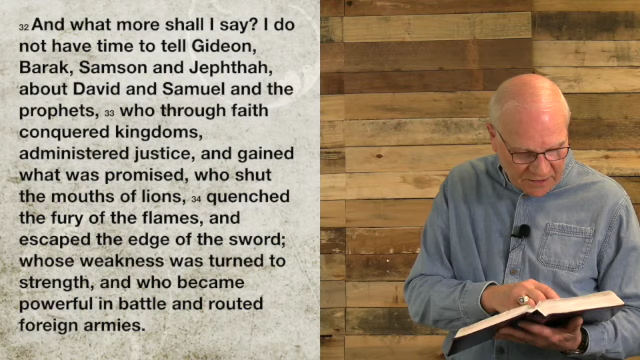 32 And what more shall I say? I do
not have time to tell Gideon,
Barak, Samson and Jephthah,
about David and Samuel and the
prophets, 33 who through faith
conquered kingdoms,
administered justice, and gained
what was promised, who shut
the mouths of lions, 34 quenched
the fury of the flames, and
escaped the edge of the sword;
whose weakness was turned to
strength, and who became
powerful in battle and routed
foreign armies.